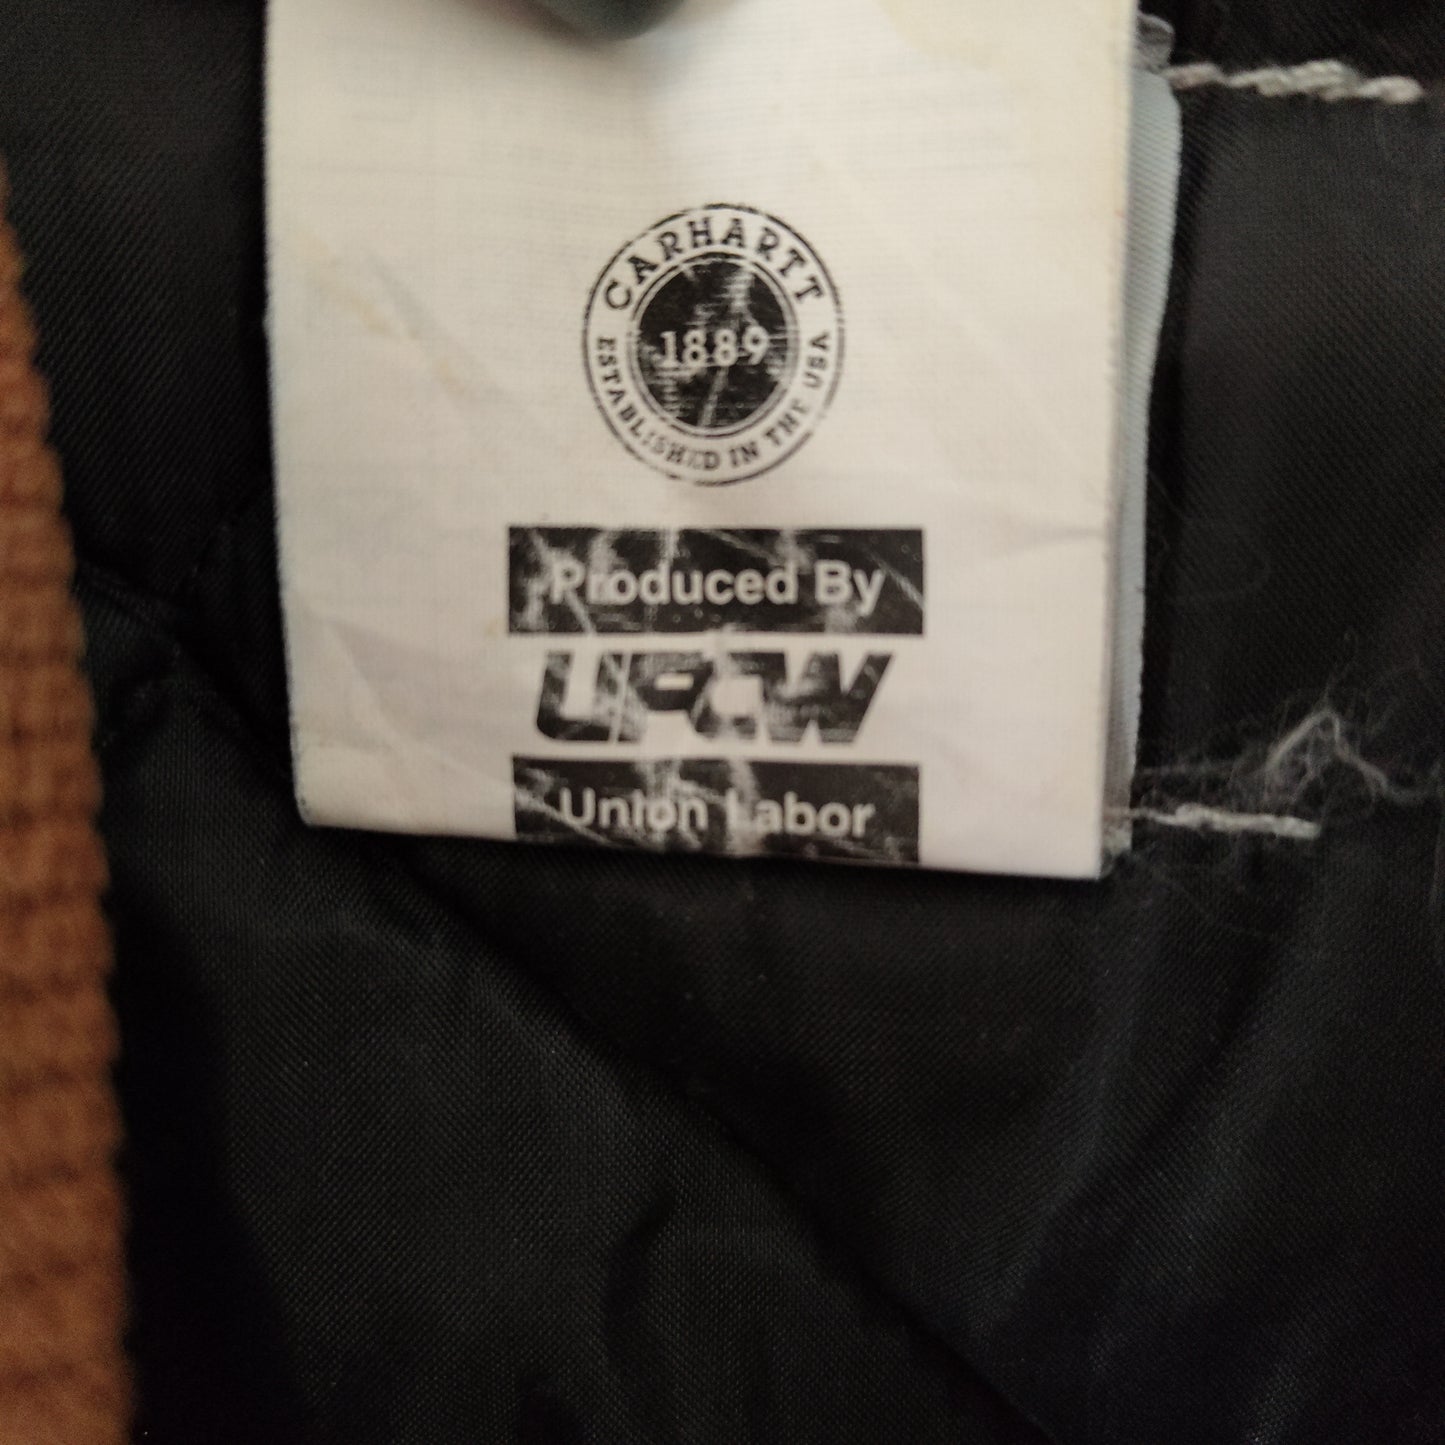 CARHARTT
1889
ESTABLISHED IN THE USA
Produced By
UFCW
Union Labor